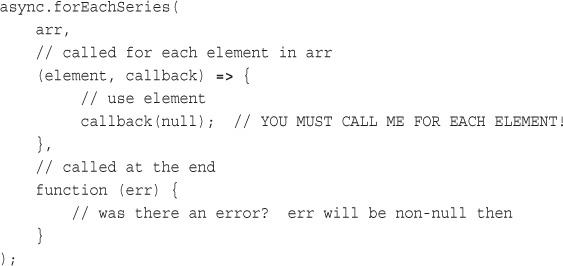 async.forEachSeries(
    arr,
    // called for each element in arr
    (element, callback) => {
         // use element
         callback(null);  // YOU MUST CALL ME FOR EACH ELEMENT!
    },
    // called at the end
    function (err) {
        // was there an error?  err will be non-null then
    }
);